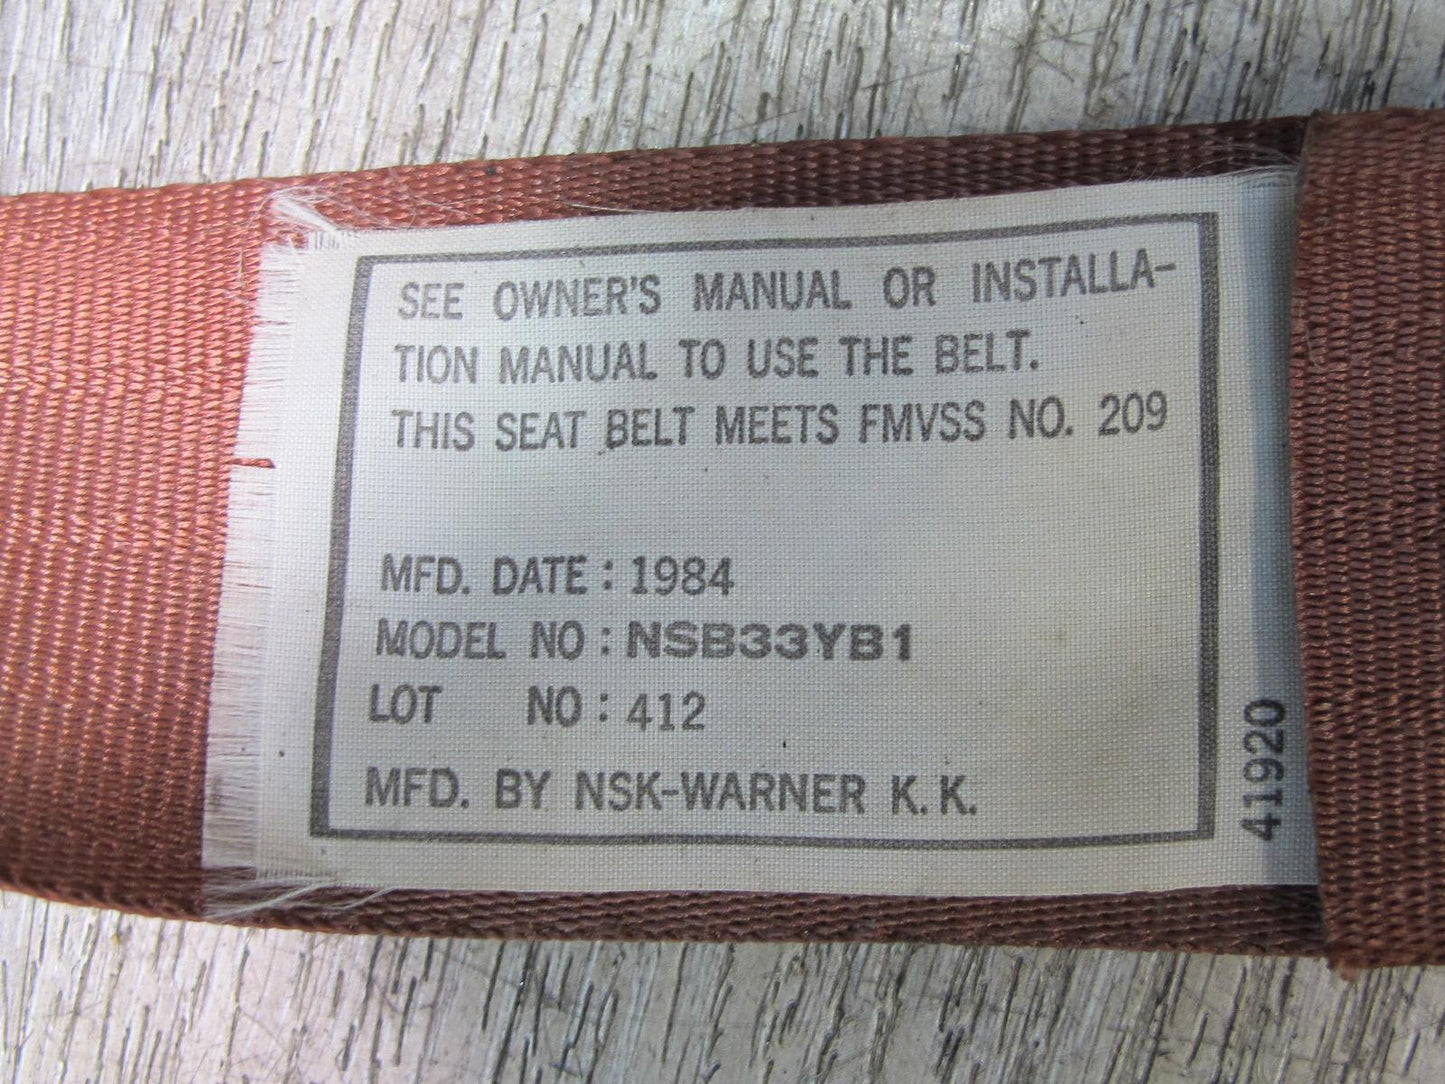 SEE OWNER'S MANUAL OR INSTALLA-
TION MANUAL TO USE THE BELT.
THIS SEAT BELT MEETS FMVSS NO. 209
MFD. DATE : 1984
MODEL NO : NSB33YB1
LOT NO : 412
MFD. BY NSK-WARNER K.K.
41920